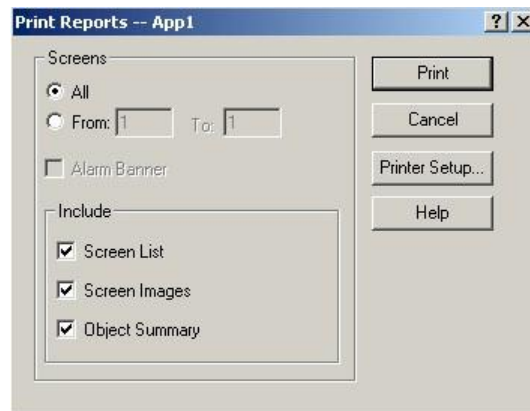 Print Reports -- App1
Screens
All
From: 1 To: 1
Alarm Banner
Include
Screen List
Screen Images
Object Summary
Print
Cancel
Printer Setup...
Help